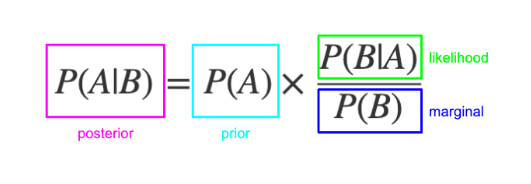 P(A|B) = P(A) × P(B|A) / P(B)
likelihood
marginal
posterior
prior